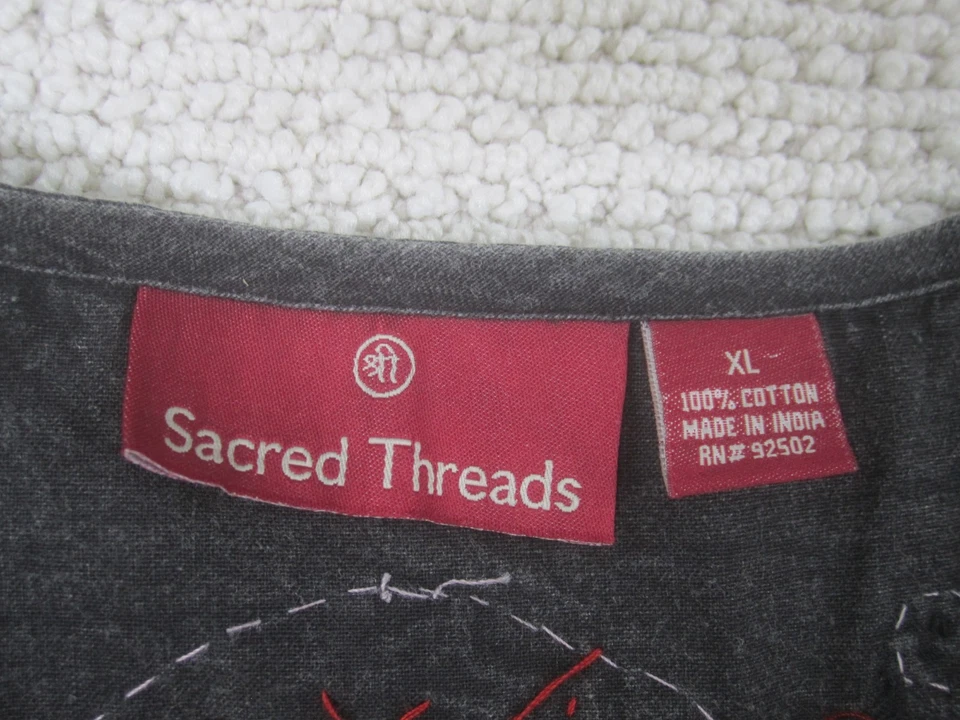 श्री
Sacred Threads
XL
100% COTTON
MADE IN INDIA
RN# 92502